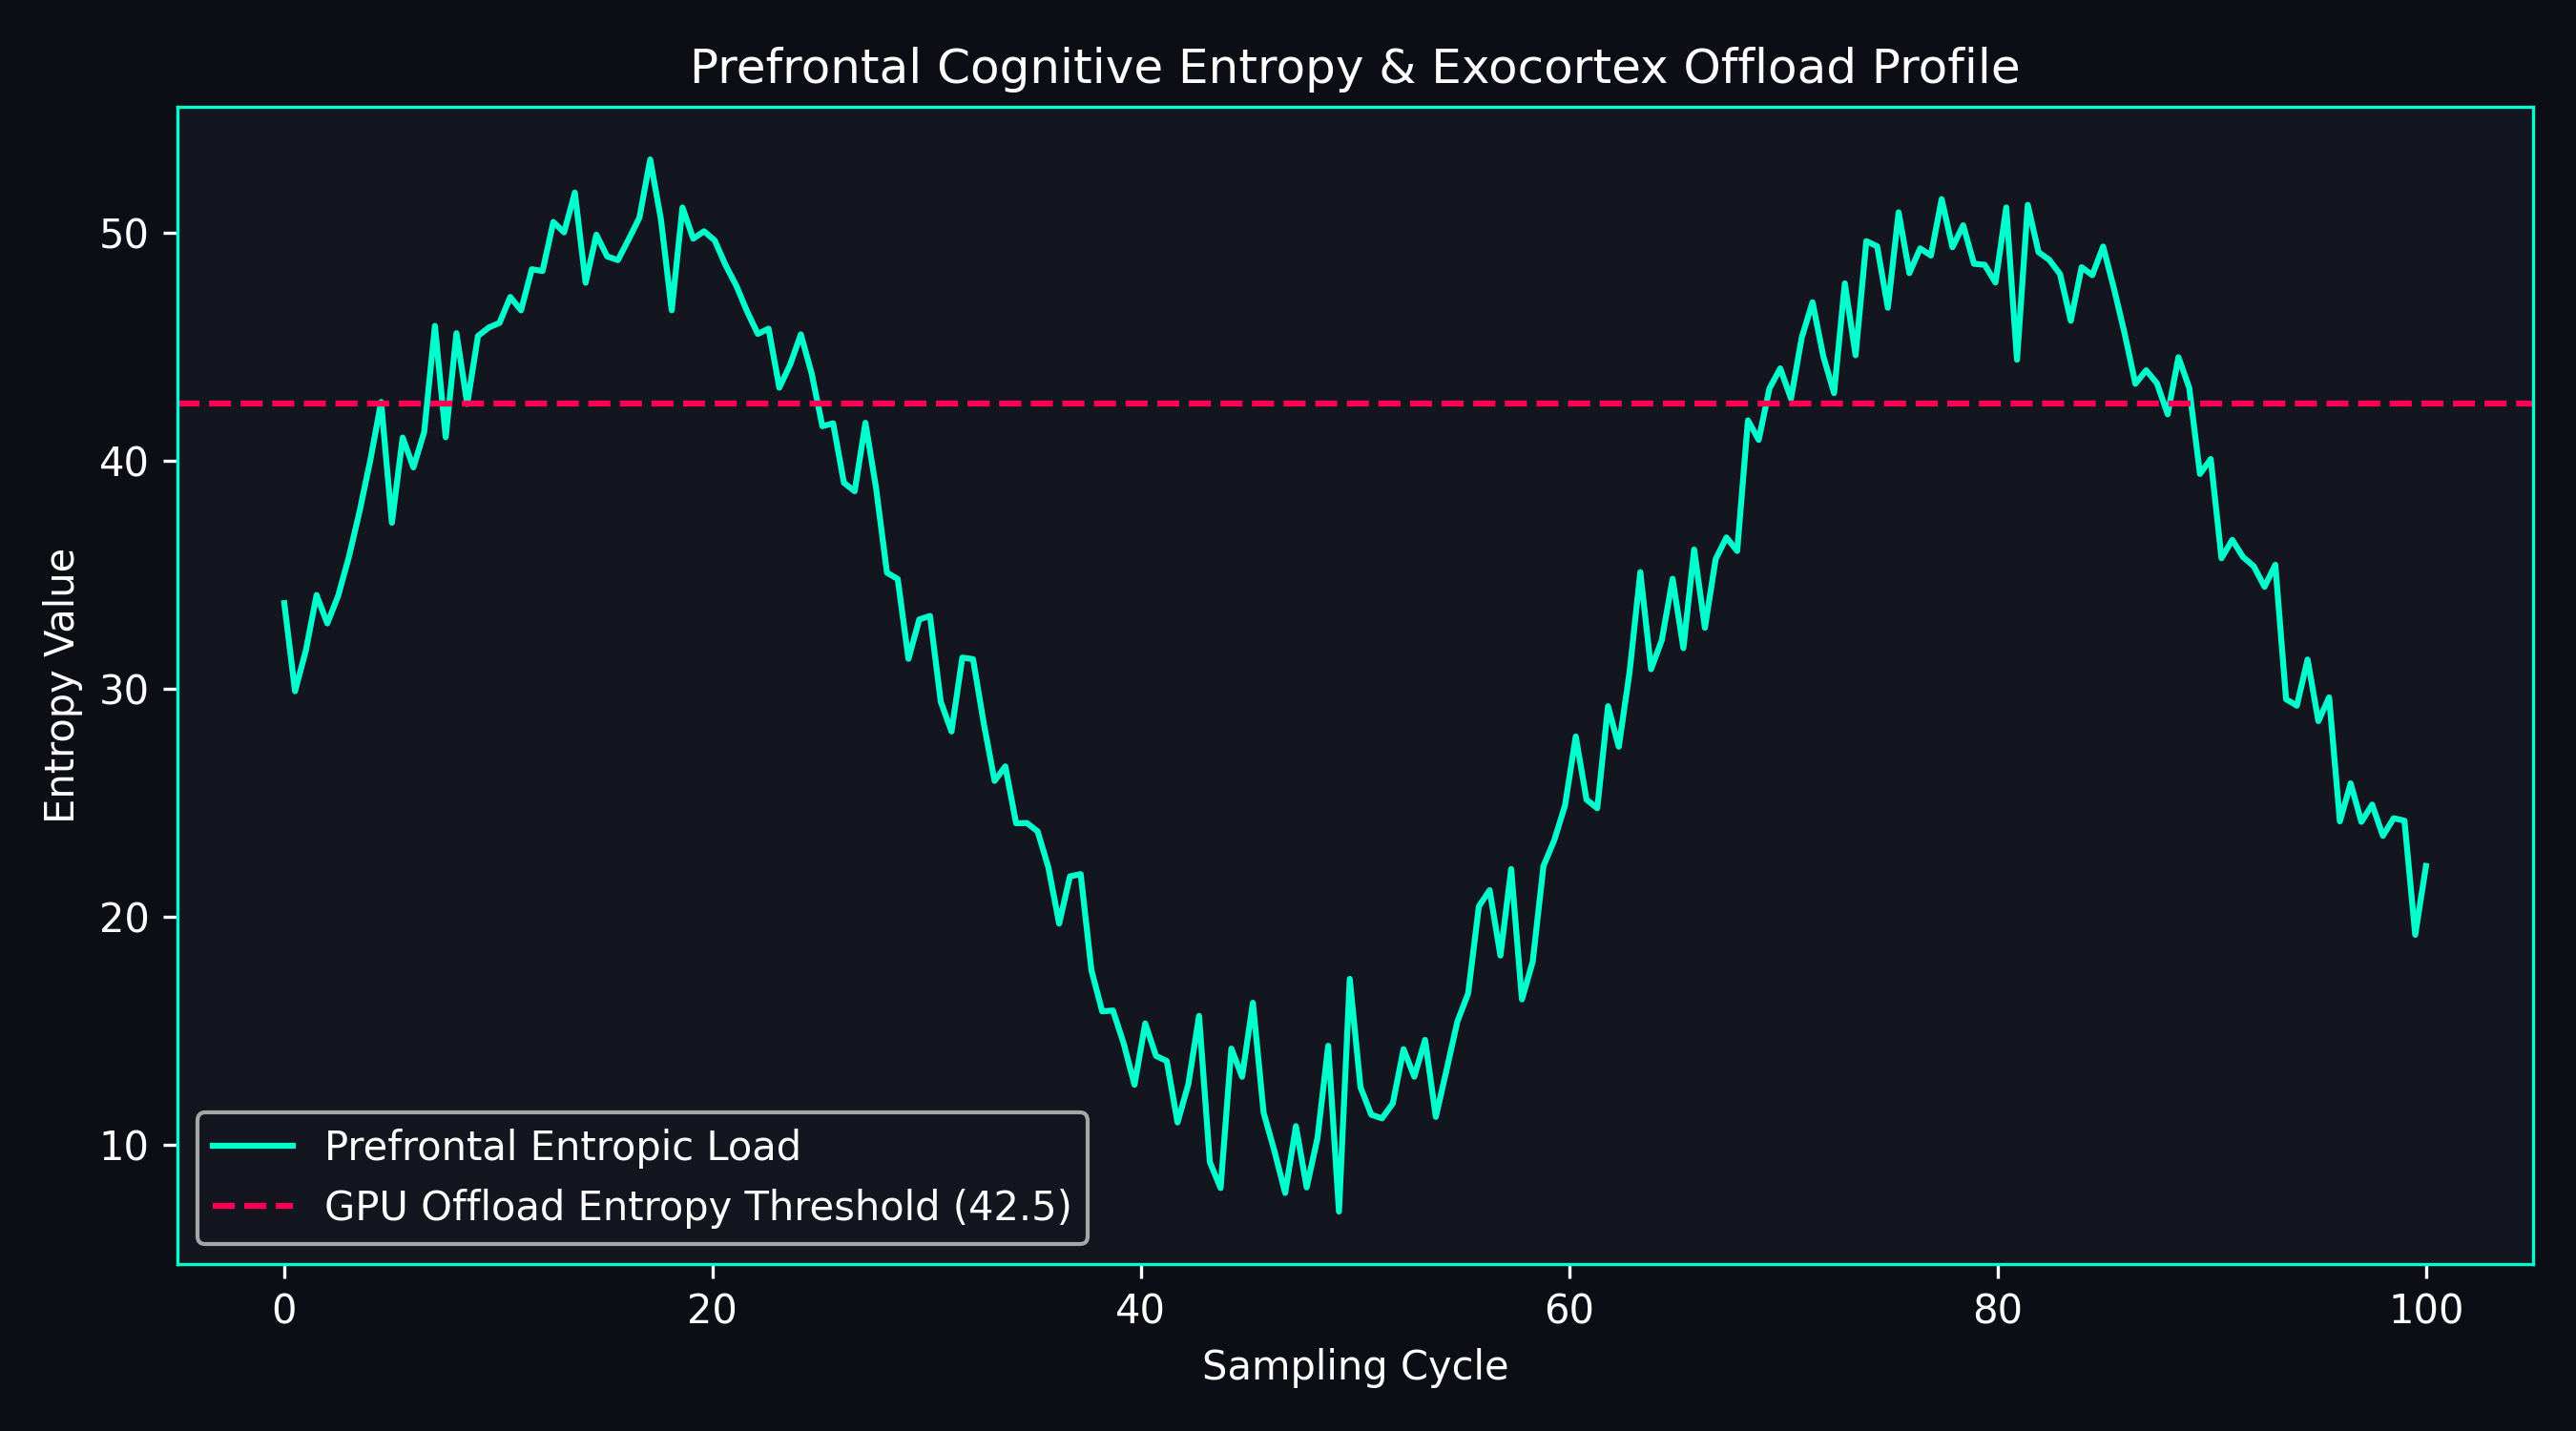 Prefrontal Cognitive Entropy & Exocortex Offload Profile
Entropy Value
50
40
30
20
10
Prefrontal Entropic Load
GPU Offload Entropy Threshold (42.5)
0 20 40 60 80 100
Sampling Cycle